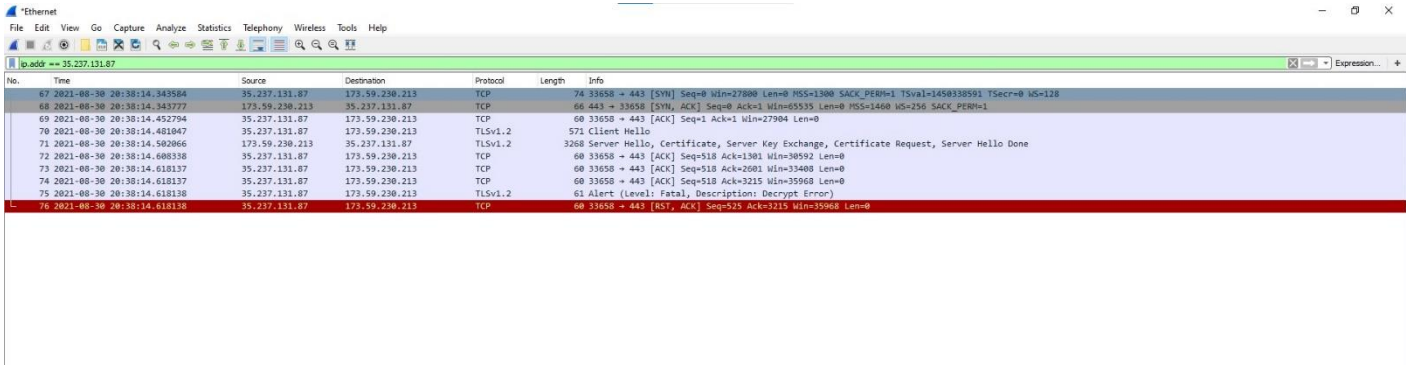 *Ethernet
File Edit View Go Capture Analyze Statistics Telephony Wireless Tools Help
ip.addr == 35.237.131.87 Expression... +
No. Time Source Destination Protocol Length Info
67 2021-08-30 20:38:14.343584 35.237.131.87 173.59.230.213 TCP 74 33658 → 443 [SYN] Seq=0 Win=27800 Len=0 MSS=1300 SACK_PERM=1 TSval=1450338591 TSecr=0 WS=128
68 2021-08-30 20:38:14.343777 173.59.230.213 35.237.131.87 TCP 66 443 → 33658 [SYN, ACK] Seq=0 Ack=1 Win=65535 Len=0 MSS=1460 WS=256 SACK_PERM=1
69 2021-08-30 20:38:14.452794 35.237.131.87 173.59.230.213 TCP 60 33658 → 443 [ACK] Seq=1 Ack=1 Win=27904 Len=0
70 2021-08-30 20:38:14.481047 35.237.131.87 173.59.230.213 TLSv1.2 571 Client Hello
71 2021-08-30 20:38:14.502066 173.59.230.213 35.237.131.87 TLSv1.2 3268 Server Hello, Certificate, Server Key Exchange, Certificate Request, Server Hello Done
72 2021-08-30 20:38:14.608338 35.237.131.87 173.59.230.213 TCP 60 33658 → 443 [ACK] Seq=518 Ack=1301 Win=30592 Len=0
73 2021-08-30 20:38:14.618137 35.237.131.87 173.59.230.213 TCP 60 33658 → 443 [ACK] Seq=518 Ack=2601 Win=33408 Len=0
74 2021-08-30 20:38:14.618137 35.237.131.87 173.59.230.213 TCP 60 33658 → 443 [ACK] Seq=518 Ack=3215 Win=35968 Len=0
75 2021-08-30 20:38:14.618138 35.237.131.87 173.59.230.213 TLSv1.2 61 Alert (Level: Fatal, Description: Decrypt Error)
76 2021-08-30 20:38:14.618138 35.237.131.87 173.59.230.213 TCP 60 33658 → 443 [RST, ACK] Seq=525 Ack=3215 Win=35968 Len=0